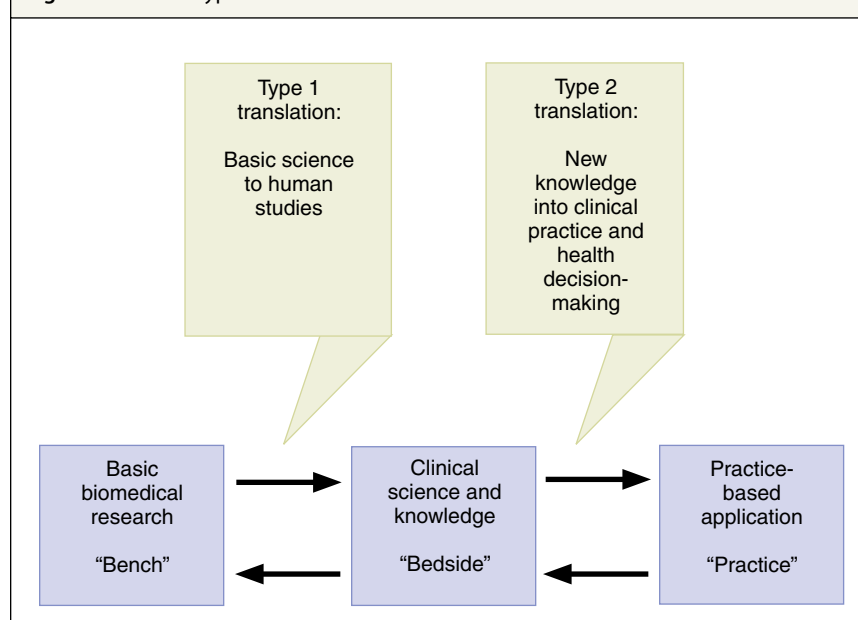 Type 1
translation:
Basic science
to human
studies
Type 2
translation:
New
knowledge
into clinical
practice and
health
decision-
making
Basic
biomedical
research
“Bench”
Clinical
science and
knowledge
“Bedside”
Practice-
based
application
“Practice”